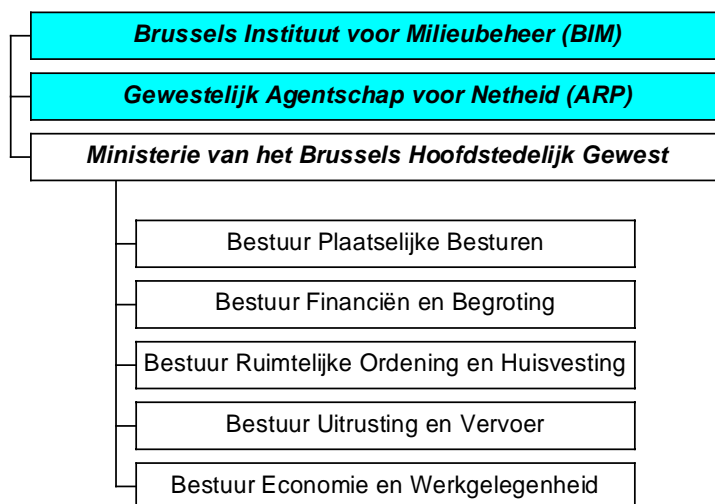 Brussels Instituut voor Milieubeheer (BIM)
Gewestelijk Agentschap voor Netheid (ARP)
Ministerie van het Brussels Hoofdstedelijk Gewest
Bestuur Plaatselijke Besturen
Bestuur Financiën en Begroting
Bestuur Ruimtelijke Ordening en Huisvesting
Bestuur Uitrusting en Vervoer
Bestuur Economie en Werkgelegenheid